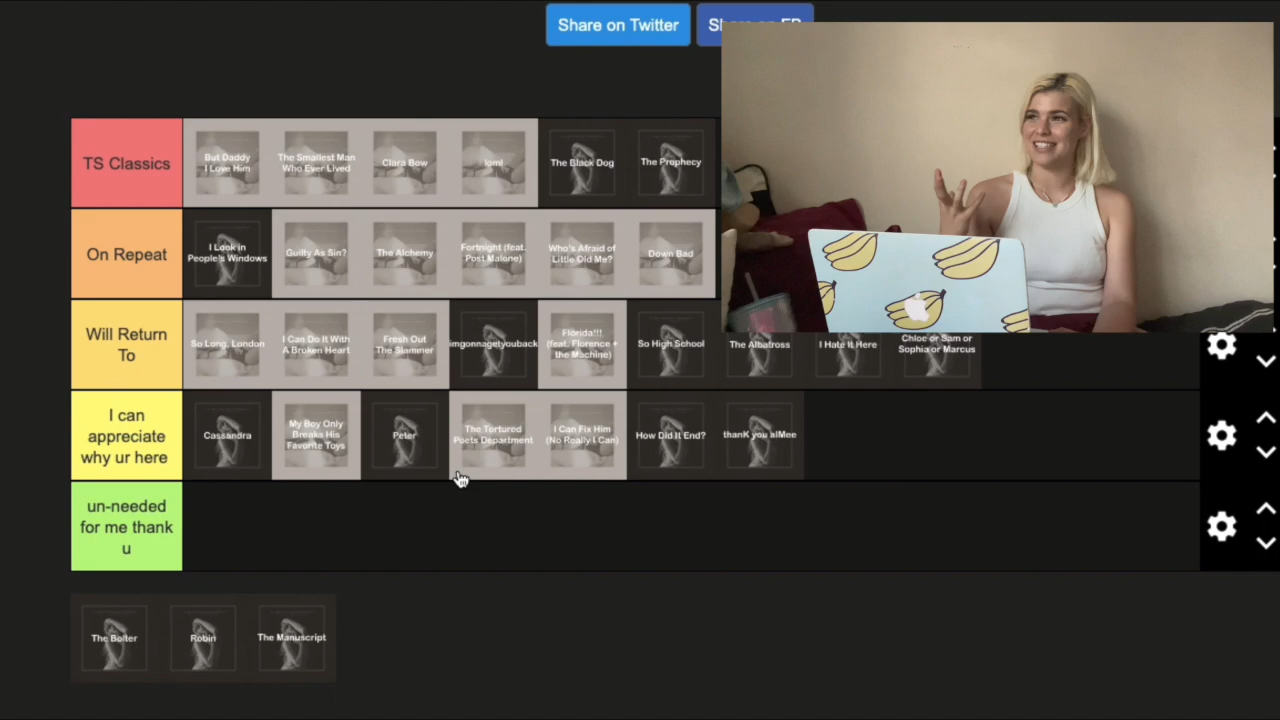 Share on Twitter
Share on FB
TS Classics
But Daddy
I Love Him
The Smallest Man
Who Ever Lived
Clara Bow
loml
The Black Dog
The Prophecy
On Repeat
I Look in
People's Windows
Guilty As Sin?
The Alchemy
Fortnight (feat.
Post Malone)
Who's Afraid of
Little Old Me?
Down Bad
Will Return
To
So Long, London
I Can Do It With
A Broken Heart
Fresh Out
The Slammer
imgonnagetyouback
Florida!!!
(feat. Florence +
the Machine)
So High School
The Albatross
I Hate It Here
Chloe or Sam or
Sophia or Marcus
I can
appreciate
why ur here
Cassandra
My Boy Only
Breaks His
Favorite Toys
Peter
The Tortured
Poets Department
I Can Fix Him
(No Really I Can)
How Did It End?
thanK you aIMee
un-needed
for me thank
u
The Bolter
Robin
The Manuscript